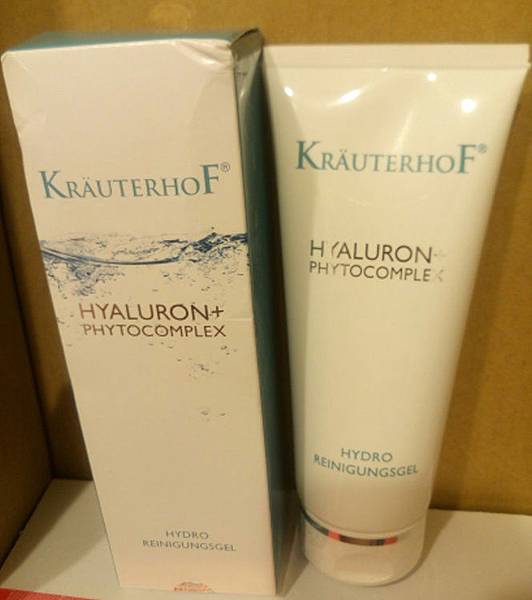 KRÄUTERHOF®
HYALURON+
PHYTOCOMPLEX
HYDRO
REINIGUNGSGEL
KRÄUTERHOF®
HYALURON+
PHYTOCOMPLEX
HYDRO
REINIGUNGSGEL